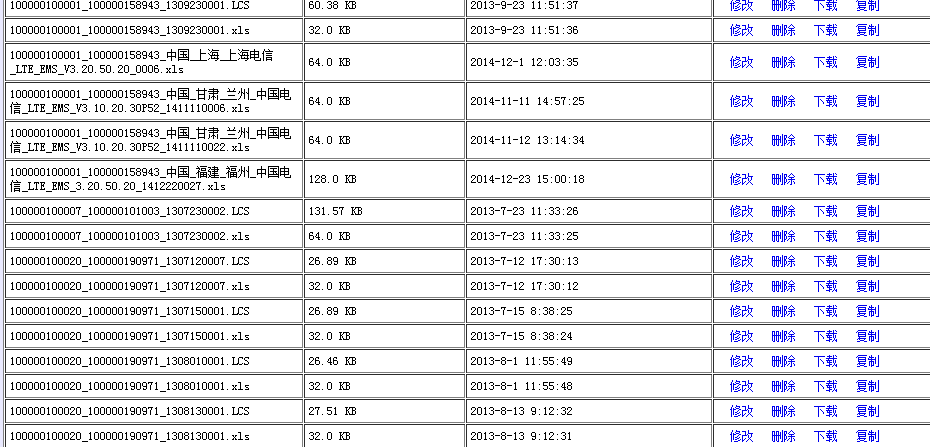 100000100001_100000158943_1309230001.LCS 60.38 KB 2013-9-23 11:51:37 修改 删除 下载 复制
100000100001_100000158943_1309230001.xls 32.0 KB 2013-9-23 11:51:36 修改 删除 下载 复制
100000100001_100000158943_中国_上海_上海电信
_LTE_EMS_V3.20.50.20_0006.xls 64.0 KB 2014-12-1 12:03:35 修改 删除 下载 复制
100000100001_100000158943_中国_甘肃_兰州_中国电
信_LTE_EMS_V3.10.20.30P52_1411110006.xls 64.0 KB 2014-11-11 14:57:25 修改 删除 下载 复制
100000100001_100000158943_中国_甘肃_兰州_中国电
信_LTE_EMS_V3.10.20.30P52_1411110022.xls 64.0 KB 2014-11-12 13:14:34 修改 删除 下载 复制
100000100001_100000158943_中国_福建_福州_中国电
信_LTE_EMS_3.20.50.20_1412220027.xls 128.0 KB 2014-12-23 15:00:18 修改 删除 下载 复制
100000100007_100000101003_1307230002.LCS 131.57 KB 2013-7-23 11:33:26 修改 删除 下载 复制
100000100007_100000101003_1307230002.xls 64.0 KB 2013-7-23 11:33:25 修改 删除 下载 复制
100000100020_100000190971_1307120007.LCS 26.89 KB 2013-7-12 17:30:13 修改 删除 下载 复制
100000100020_100000190971_1307120007.xls 32.0 KB 2013-7-12 17:30:12 修改 删除 下载 复制
100000100020_100000190971_1307150001.LCS 26.89 KB 2013-7-15 8:38:25 修改 删除 下载 复制
100000100020_100000190971_1307150001.xls 32.0 KB 2013-7-15 8:38:24 修改 删除 下载 复制
100000100020_100000190971_1308010001.LCS 26.46 KB 2013-8-1 11:55:49 修改 删除 下载 复制
100000100020_100000190971_1308010001.xls 32.0 KB 2013-8-1 11:55:48 修改 删除 下载 复制
100000100020_100000190971_1308130001.LCS 27.51 KB 2013-8-13 9:12:32 修改 删除 下载 复制
100000100020_100000190971_1308130001.xls 32.0 KB 2013-8-13 9:12:31 修改 删除 下载 复制